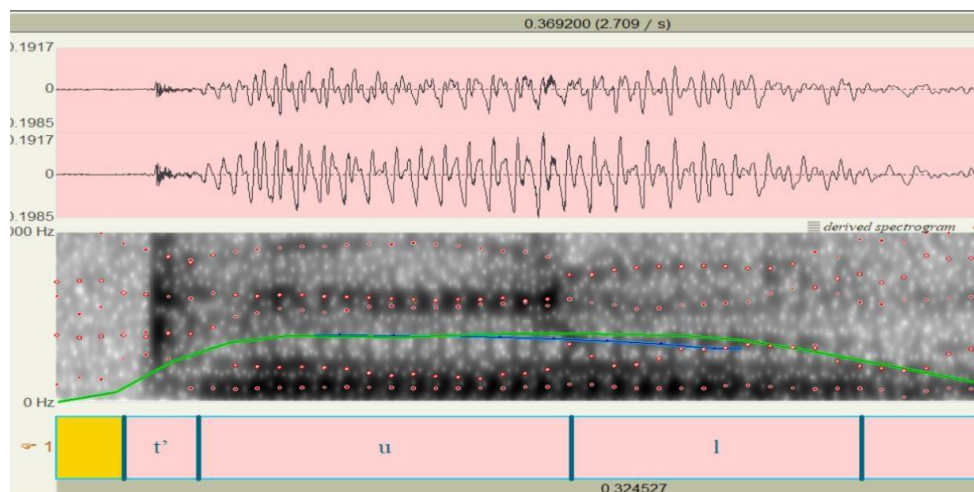 0.369200 (2.709 / s)
0.1917
0
0.1985
0.1917
0
0.1985
000 Hz
derived spectrogram
0 Hz
1
t’ u l
0.324527